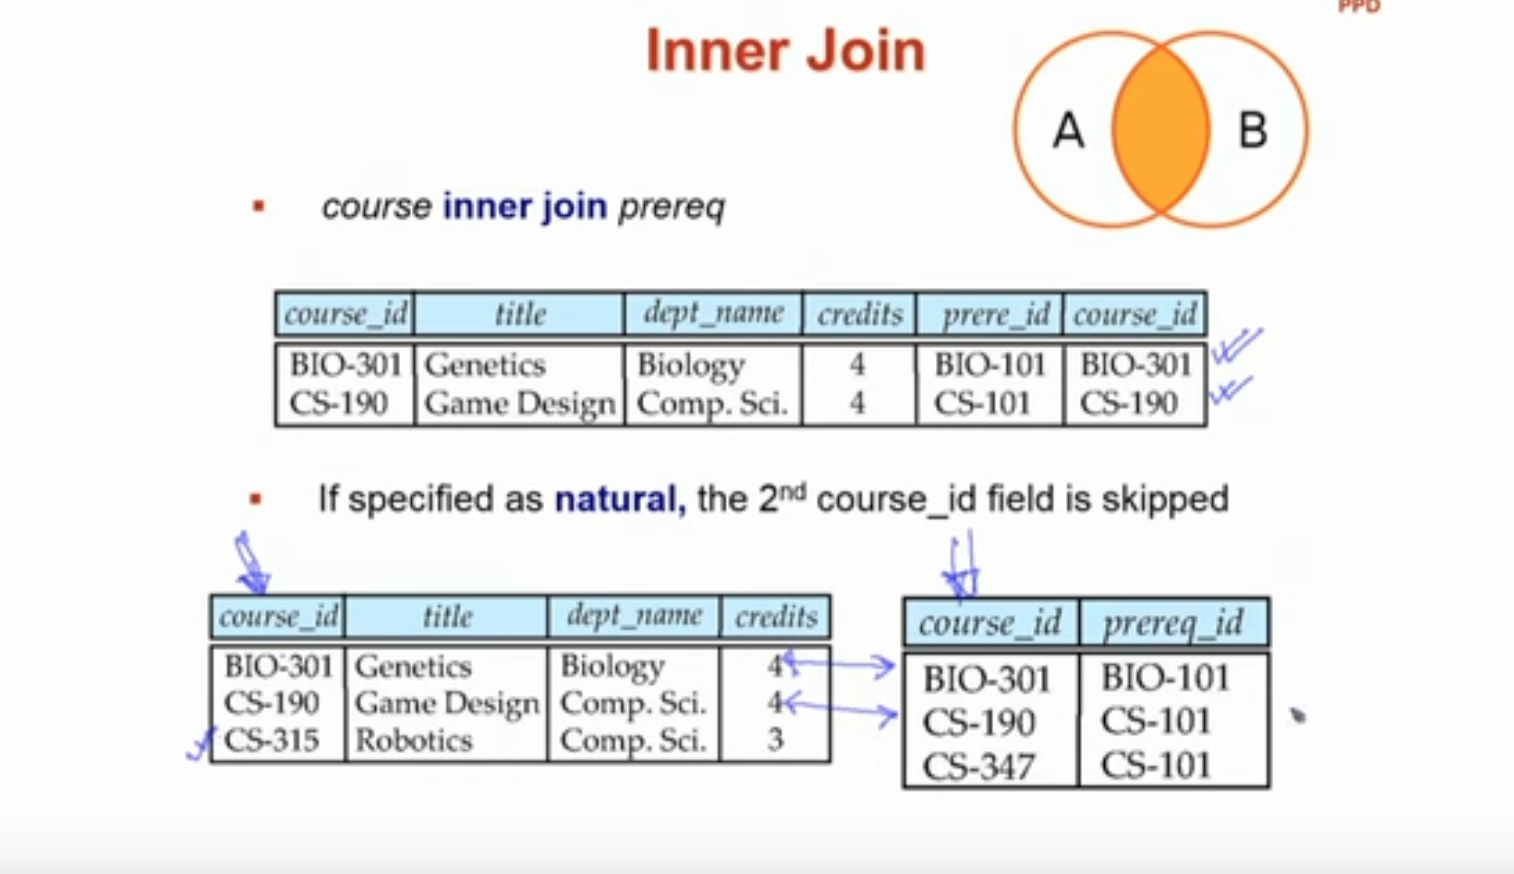 PPD
Inner Join
A B
▪ course inner join prereq
course_id title dept_name credits prere_id course_id
BIO-301 Genetics Biology 4 BIO-101 BIO-301
CS-190 Game Design Comp. Sci. 4 CS-101 CS-190
▪ If specified as natural, the 2nd course_id field is skipped
course_id title dept_name credits
BIO-301 Genetics Biology 4
CS-190 Game Design Comp. Sci. 4
CS-315 Robotics Comp. Sci. 3
course_id prereq_id
BIO-301 BIO-101
CS-190 CS-101
CS-347 CS-101